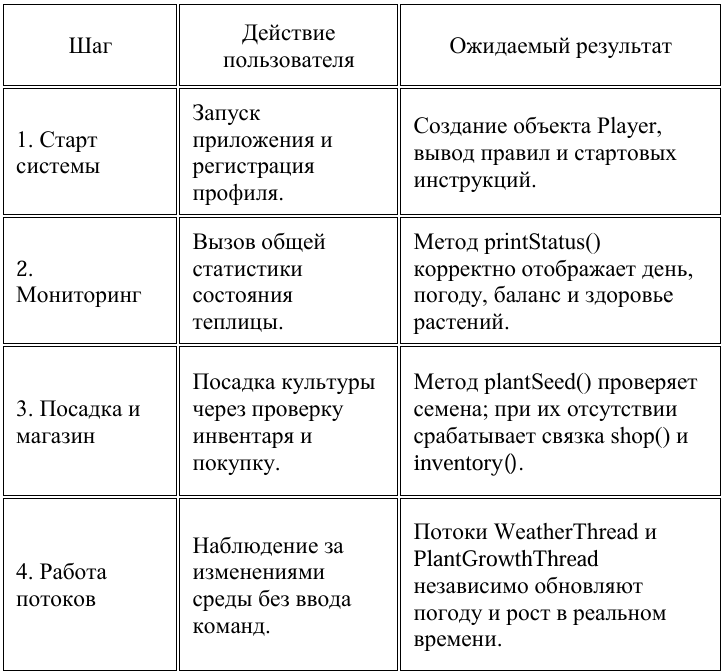 Шаг
Действие
пользователя
Ожидаемый результат
1. Старт
системы
Запуск
приложения и
регистрация
профиля.
Создание объекта Player,
вывод правил и стартовых
инструкций.
2.
Мониторинг
Вызов общей
статистики
состояния
теплицы.
Метод printStatus()
корректно отображает день,
погоду, баланс и здоровье
растений.
3. Посадка и
магазин
Посадка культуры
через проверку
инвентаря и
покупку.
Метод plantSeed() проверяет
семена; при их отсутствии
срабатывает связка shop() и
inventory().
4. Работа
потоков
Наблюдение за
изменениями
среды без ввода
команд.
Потоки WeatherThread и
PlantGrowthThread
независимо обновляют
погоду и рост в реальном
времени.